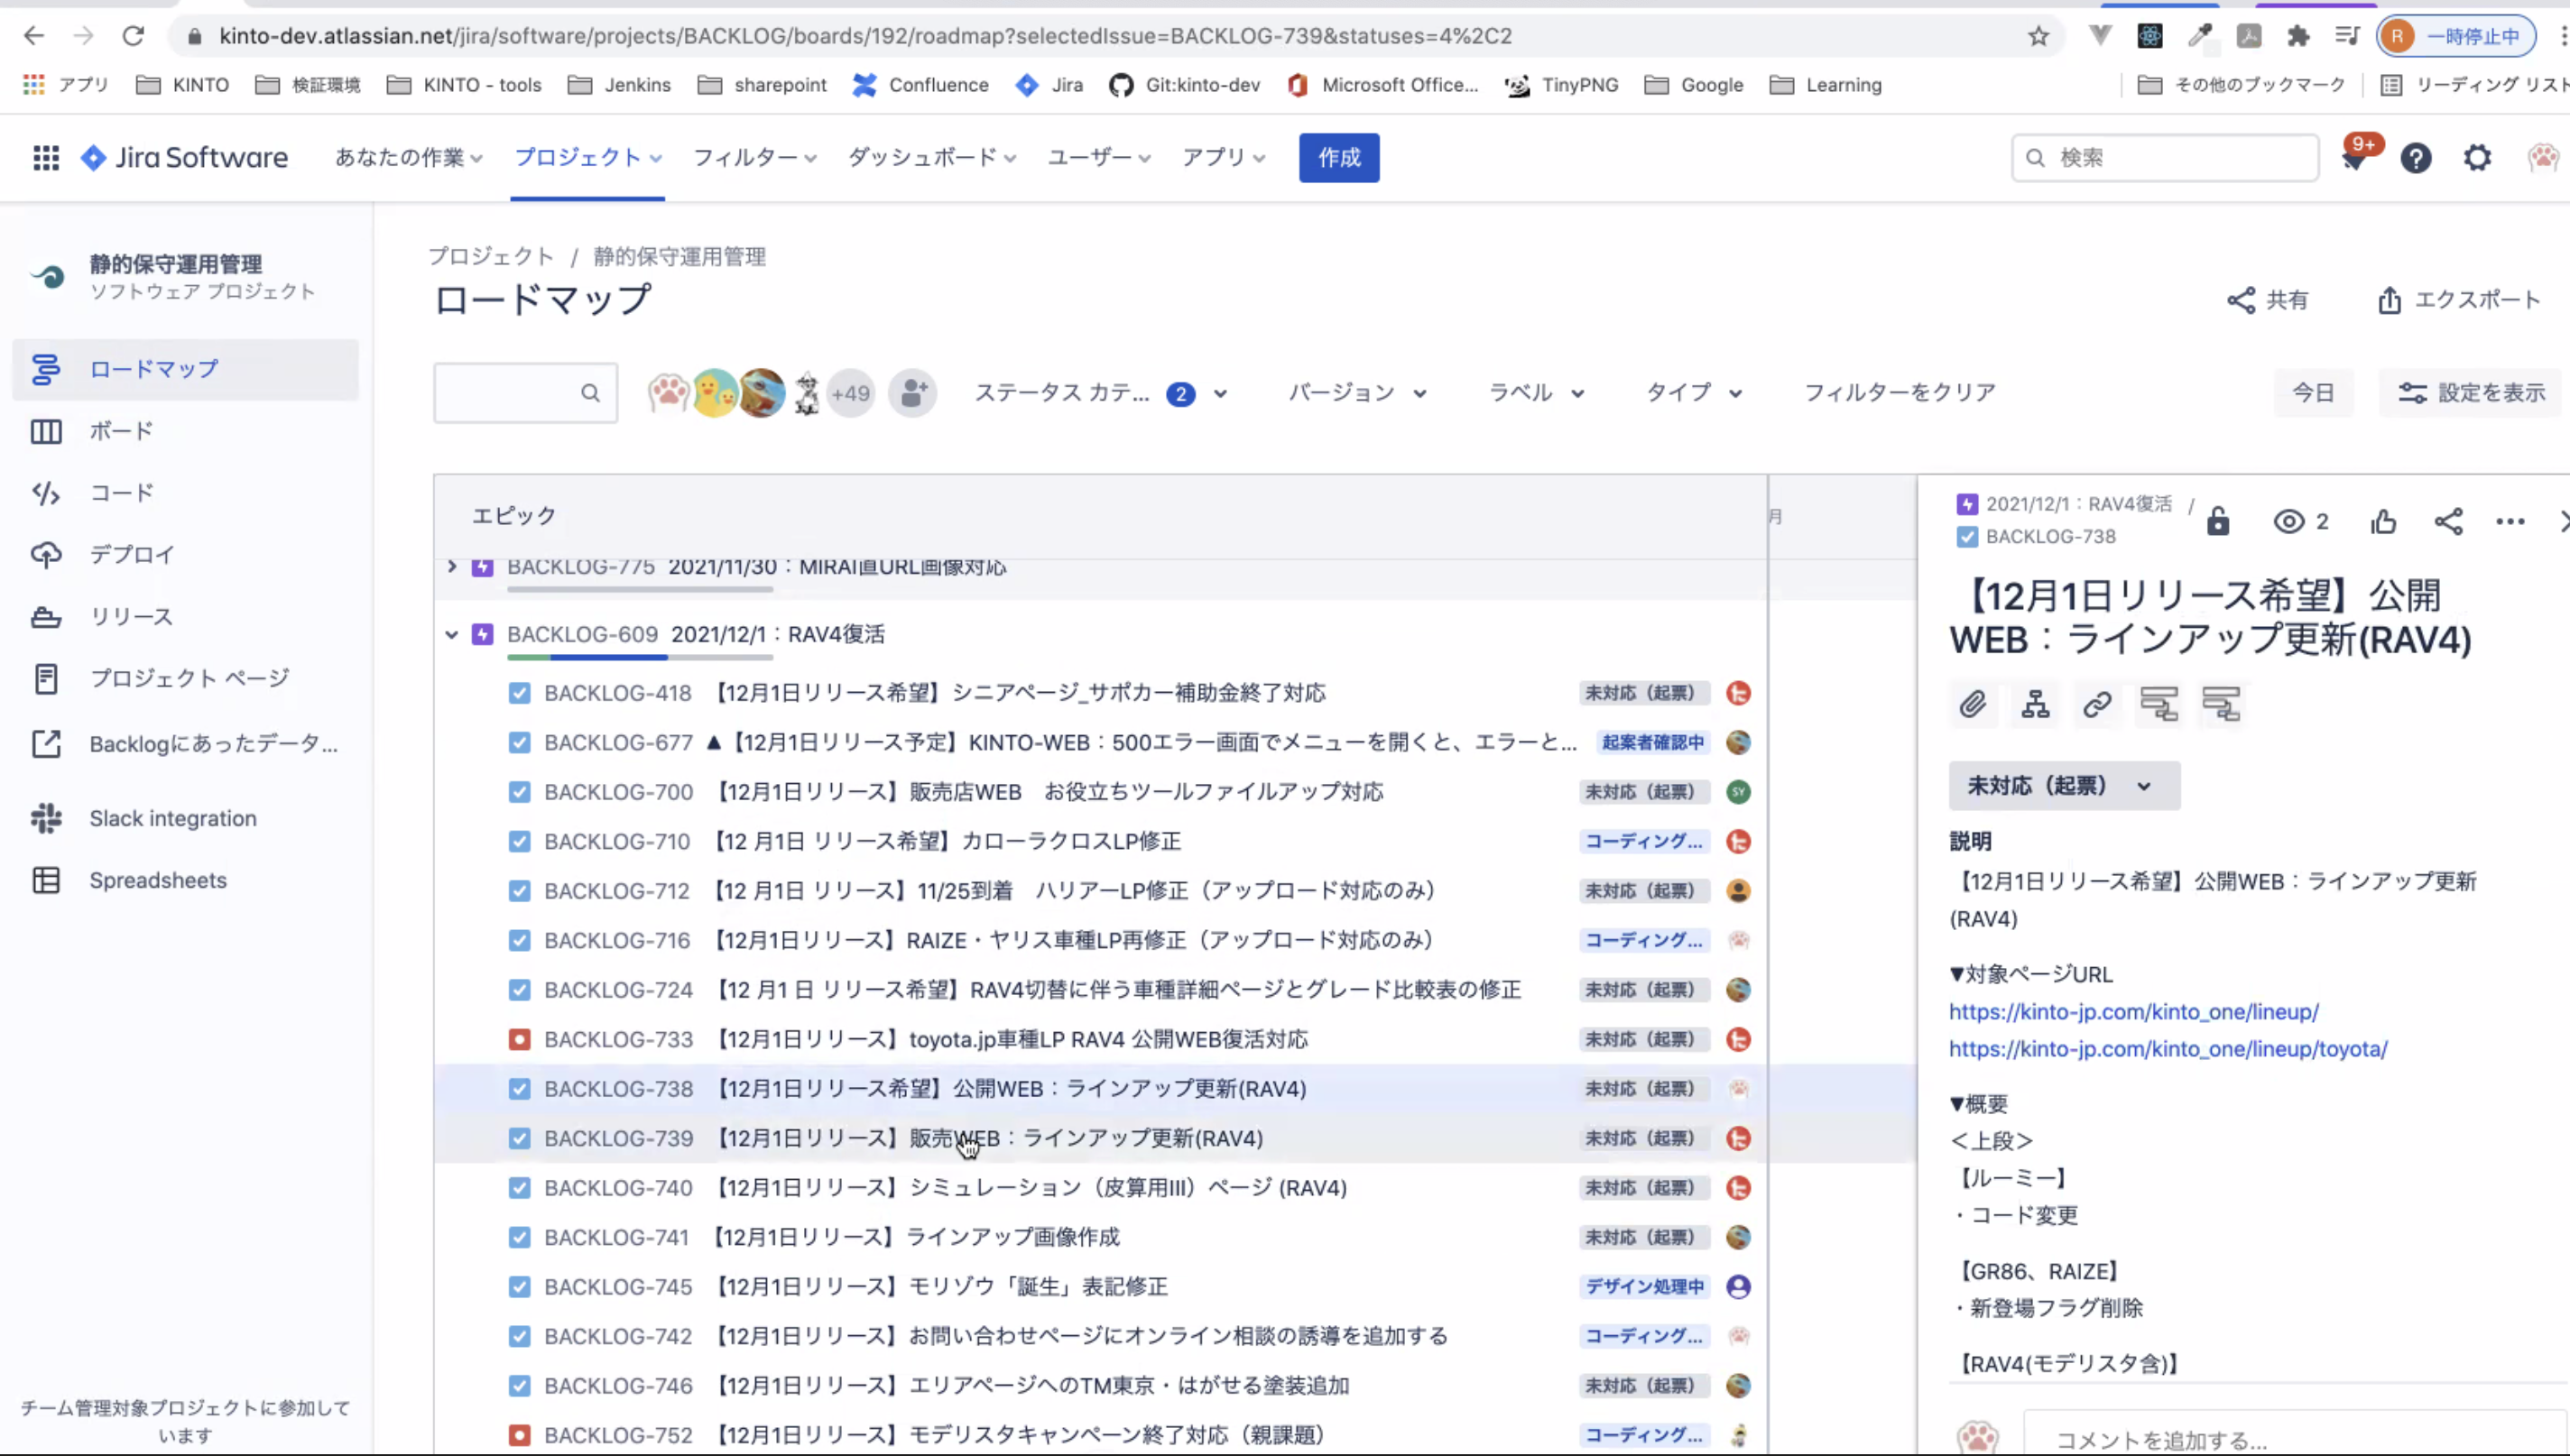 kinto-dev.atlassian.net/jira/software/projects/BACKLOG/boards/192/roadmap?selectedIssue=BACKLOG-739&statuses=4%2C2
R 一時停止中
アプリ KINTO 検証環境 KINTO - tools Jenkins sharepoint Confluence Jira Git:kinto-dev Microsoft Office... TinyPNG Google Learning その他のブックマーク リーディング リスト
Jira Software あなたの作業 プロジェクト フィルター ダッシュボード ユーザー アプリ 作成 検索 9+
静的保守運用管理
ソフトウェア プロジェクト
ロードマップ
ボード
コード
デプロイ
リリース
プロジェクト ページ
Backlogにあったデータ...
Slack integration
Spreadsheets
チーム管理対象プロジェクトに参加して
います
プロジェクト / 静的保守運用管理
ロードマップ
共有 エクスポート
+49 ステータス カテ... 2 バージョン ラベル タイプ フィルターをクリア 今日 設定を表示
エピック
月
BACKLOG-775 2021/11/30：MIRAI直URL画像対応
BACKLOG-609 2021/12/1：RAV4復活
BACKLOG-418 【12月1日リリース希望】シニアページ_サポカー補助金終了対応 未対応（起票） た
BACKLOG-677 ▲【12月1日リリース予定】KINTO-WEB：500エラー画面でメニューを開くと、エラーと... 起案者確認中
BACKLOG-700 【12月1日リリース】販売店WEB　お役立ちツールファイルアップ対応 未対応（起票） SY
BACKLOG-710 【12 月1日 リリース希望】カローラクロスLP修正 コーディング... た
BACKLOG-712 【12 月1日 リリース】11/25到着　ハリアーLP修正（アップロード対応のみ） 未対応（起票）
BACKLOG-716 【12月1日リリース】RAIZE・ヤリス車種LP再修正（アップロード対応のみ） コーディング...
BACKLOG-724 【12 月1 日 リリース希望】RAV4切替に伴う車種詳細ページとグレード比較表の修正 未対応（起票）
BACKLOG-733 【12月1日リリース】toyota.jp車種LP RAV4 公開WEB復活対応 未対応（起票） た
BACKLOG-738 【12月1日リリース希望】公開WEB：ラインアップ更新(RAV4) 未対応（起票）
BACKLOG-739 【12月1日リリース】販売WEB：ラインアップ更新(RAV4) 未対応（起票） た
BACKLOG-740 【12月1日リリース】シミュレーション（皮算用III）ページ (RAV4) 未対応（起票） た
BACKLOG-741 【12月1日リリース】ラインアップ画像作成 未対応（起票）
BACKLOG-745 【12月1日リリース】モリゾウ「誕生」表記修正 デザイン処理中
BACKLOG-742 【12月1日リリース】お問い合わせページにオンライン相談の誘導を追加する コーディング...
BACKLOG-746 【12月1日リリース】エリアページへのTM東京・はがせる塗装追加 未対応（起票）
BACKLOG-752 【12月1日リリース】モデリスタキャンペーン終了対応（親課題） コーディング...
2021/12/1：RAV4復活 /
BACKLOG-738
2
【12月1日リリース希望】公開
WEB：ラインアップ更新(RAV4)
未対応（起票）
説明
【12月1日リリース希望】公開WEB：ラインアップ更新
(RAV4)
▼対象ページURL
https://kinto-jp.com/kinto_one/lineup/
https://kinto-jp.com/kinto_one/lineup/toyota/
▼概要
＜上段＞
【ルーミー】
・コード変更
【GR86、RAIZE】
・新登場フラグ削除
【RAV4(モデリスタ含)】
コメントを追加する...